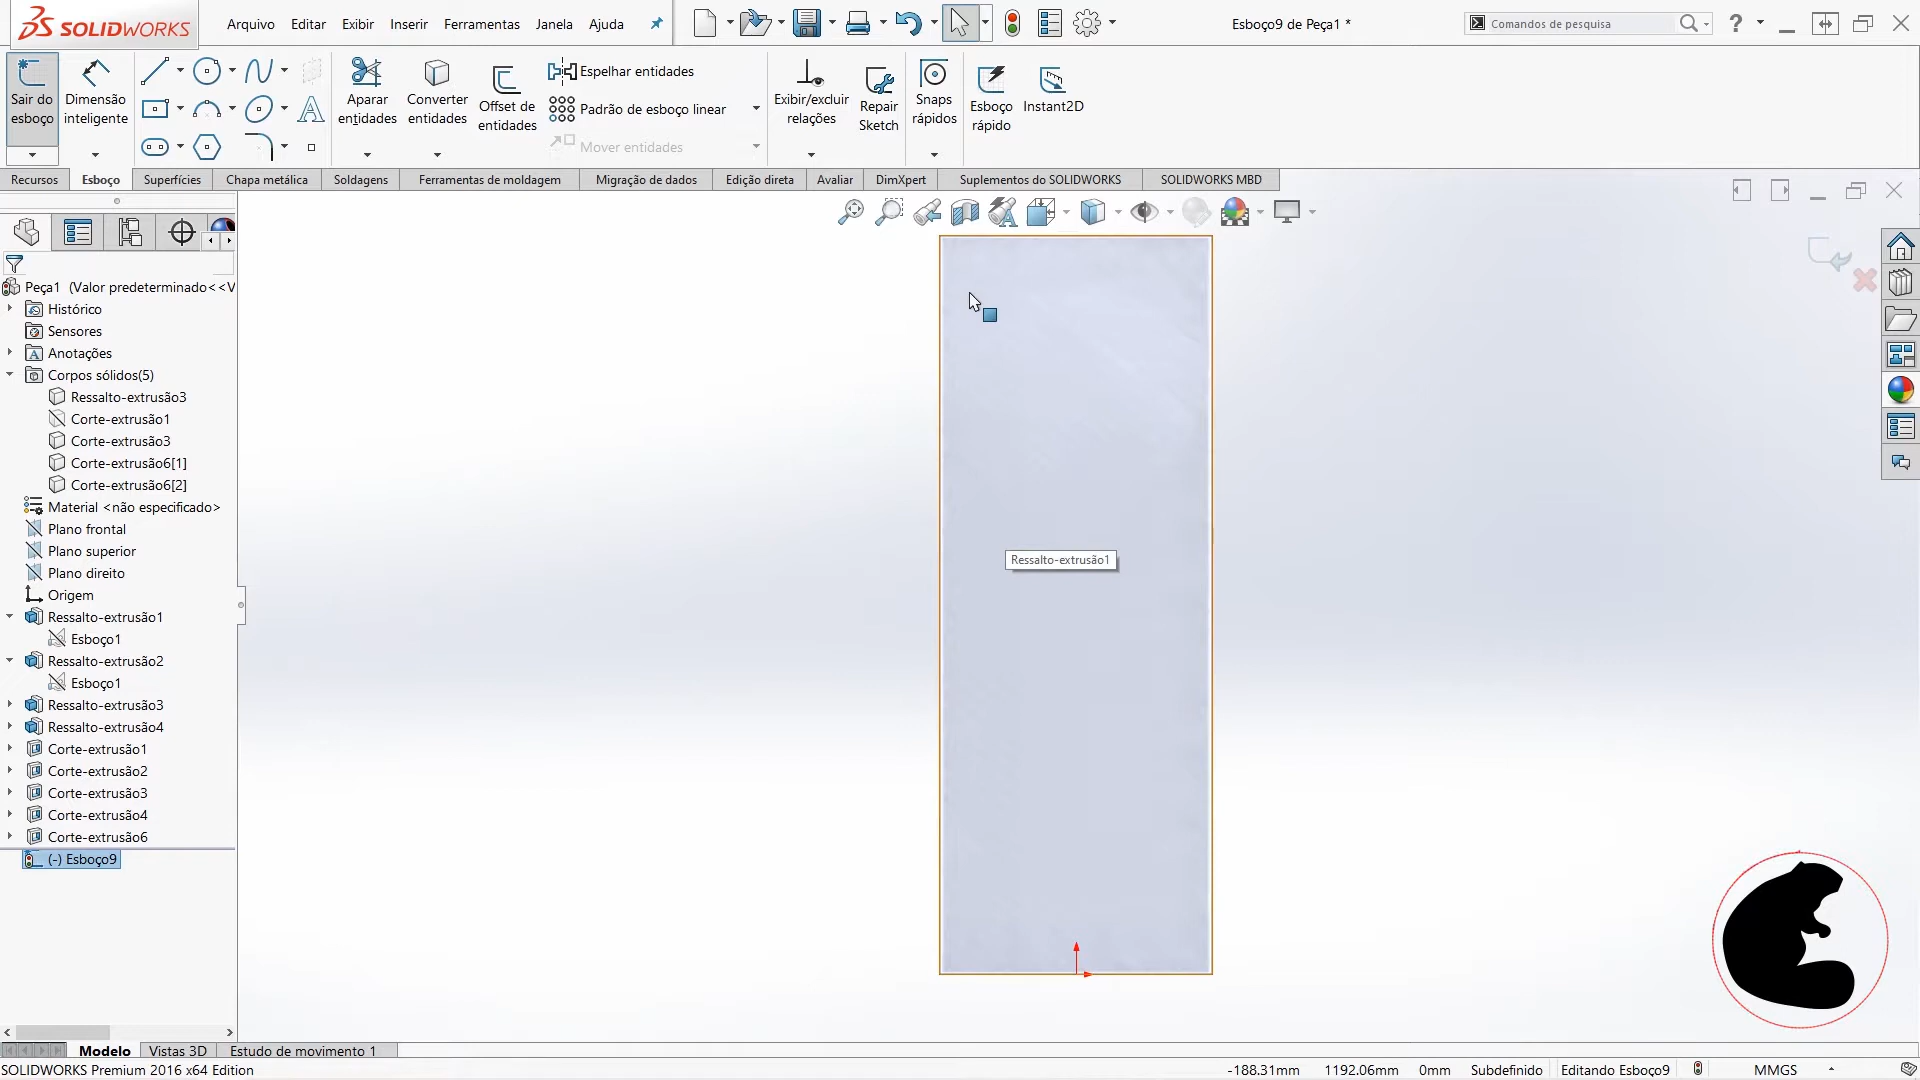 SOLIDWORKS
Arquivo Editar Exibir Inserir Ferramentas Janela Ajuda
Esboço9 de Peça1 *
Comandos de pesquisa
?
Sair do esboço
Dimensão inteligente
Aparar entidades
Converter entidades
Offset de entidades
Espelhar entidades
Padrão de esboço linear
Mover entidades
Exibir/excluir relações
Repair Sketch
Snaps rápidos
Esboço rápido
Instant2D
Recursos Esboço Superfícies Chapa metálica Soldagens Ferramentas de moldagem Migração de dados Edição direta Avaliar DimXpert Suplementos do SOLIDWORKS SOLIDWORKS MBD
Peça1 (Valor predeterminado<<V
Histórico
Sensores
Anotações
Corpos sólidos(5)
Ressalto-extrusão3
Corte-extrusão1
Corte-extrusão3
Corte-extrusão6[1]
Corte-extrusão6[2]
Material <não especificado>
Plano frontal
Plano superior
Plano direito
Origem
Ressalto-extrusão1
Esboço1
Ressalto-extrusão2
Esboço1
Ressalto-extrusão3
Ressalto-extrusão4
Corte-extrusão1
Corte-extrusão2
Corte-extrusão3
Corte-extrusão4
Corte-extrusão6
(-) Esboço9
Ressalto-extrusão1
Modelo Vistas 3D Estudo de movimento 1
SOLIDWORKS Premium 2016 x64 Edition
-188.31mm 1192.06mm 0mm Subdefinido Editando Esboço9 MMGS